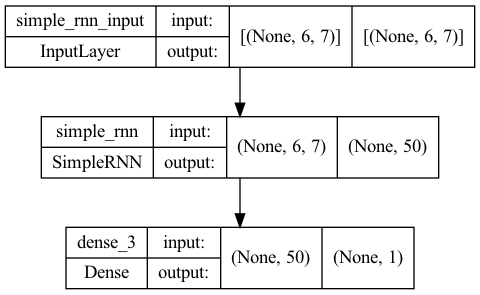 simple_rnn_input
input:
[(None, 6, 7)]
[(None, 6, 7)]
InputLayer
output:
simple_rnn
input:
(None, 6, 7)
(None, 50)
SimpleRNN
output:
dense_3
input:
(None, 50)
(None, 1)
Dense
output: